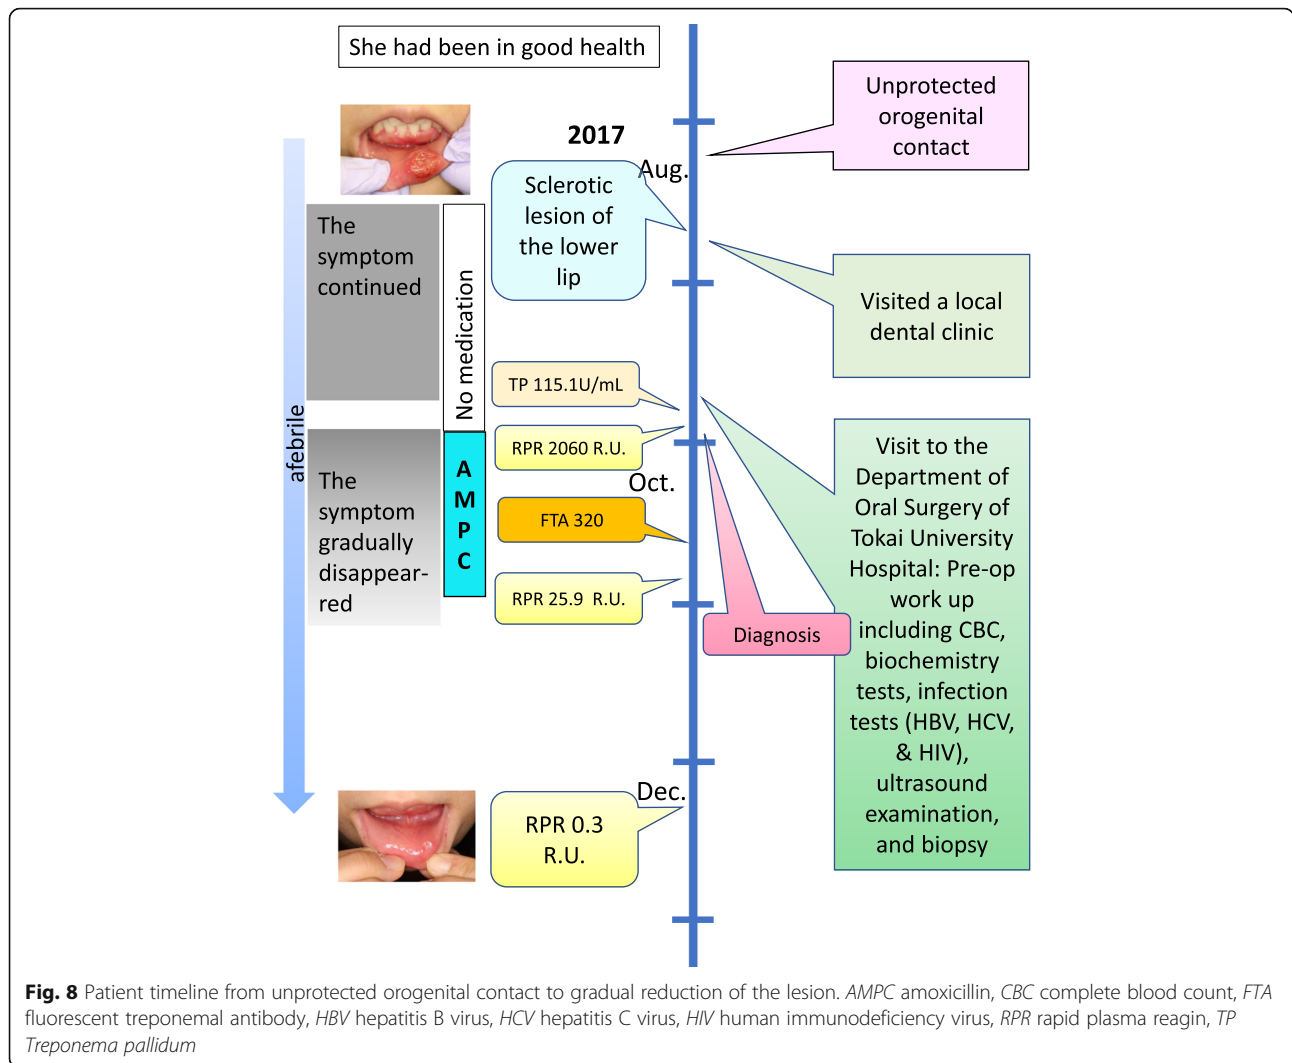 She had been in good health
Unprotected
orogenital
contact
2017
Aug.
Sclerotic
lesion of
the lower
lip
The
symptom
continued
No medication
Visited a local
dental clinic
TP 115.1U/mL
RPR 2060 R.U.
afebrile
Oct.
The
symptom
gradually
disappear-
red
A
M
P
C
FTA 320
RPR 25.9 R.U.
Diagnosis
Visit to the
Department of
Oral Surgery of
Tokai University
Hospital: Pre-op
work up
including CBC,
biochemistry
tests, infection
tests (HBV, HCV,
& HIV),
ultrasound
examination,
and biopsy
Dec.
RPR 0.3
R.U.
Fig. 8 Patient timeline from unprotected orogenital contact to gradual reduction of the lesion. AMPC amoxicillin, CBC complete blood count, FTA
fluorescent treponemal antibody, HBV hepatitis B virus, HCV hepatitis C virus, HIV human immunodeficiency virus, RPR rapid plasma reagin, TP
Treponema pallidum